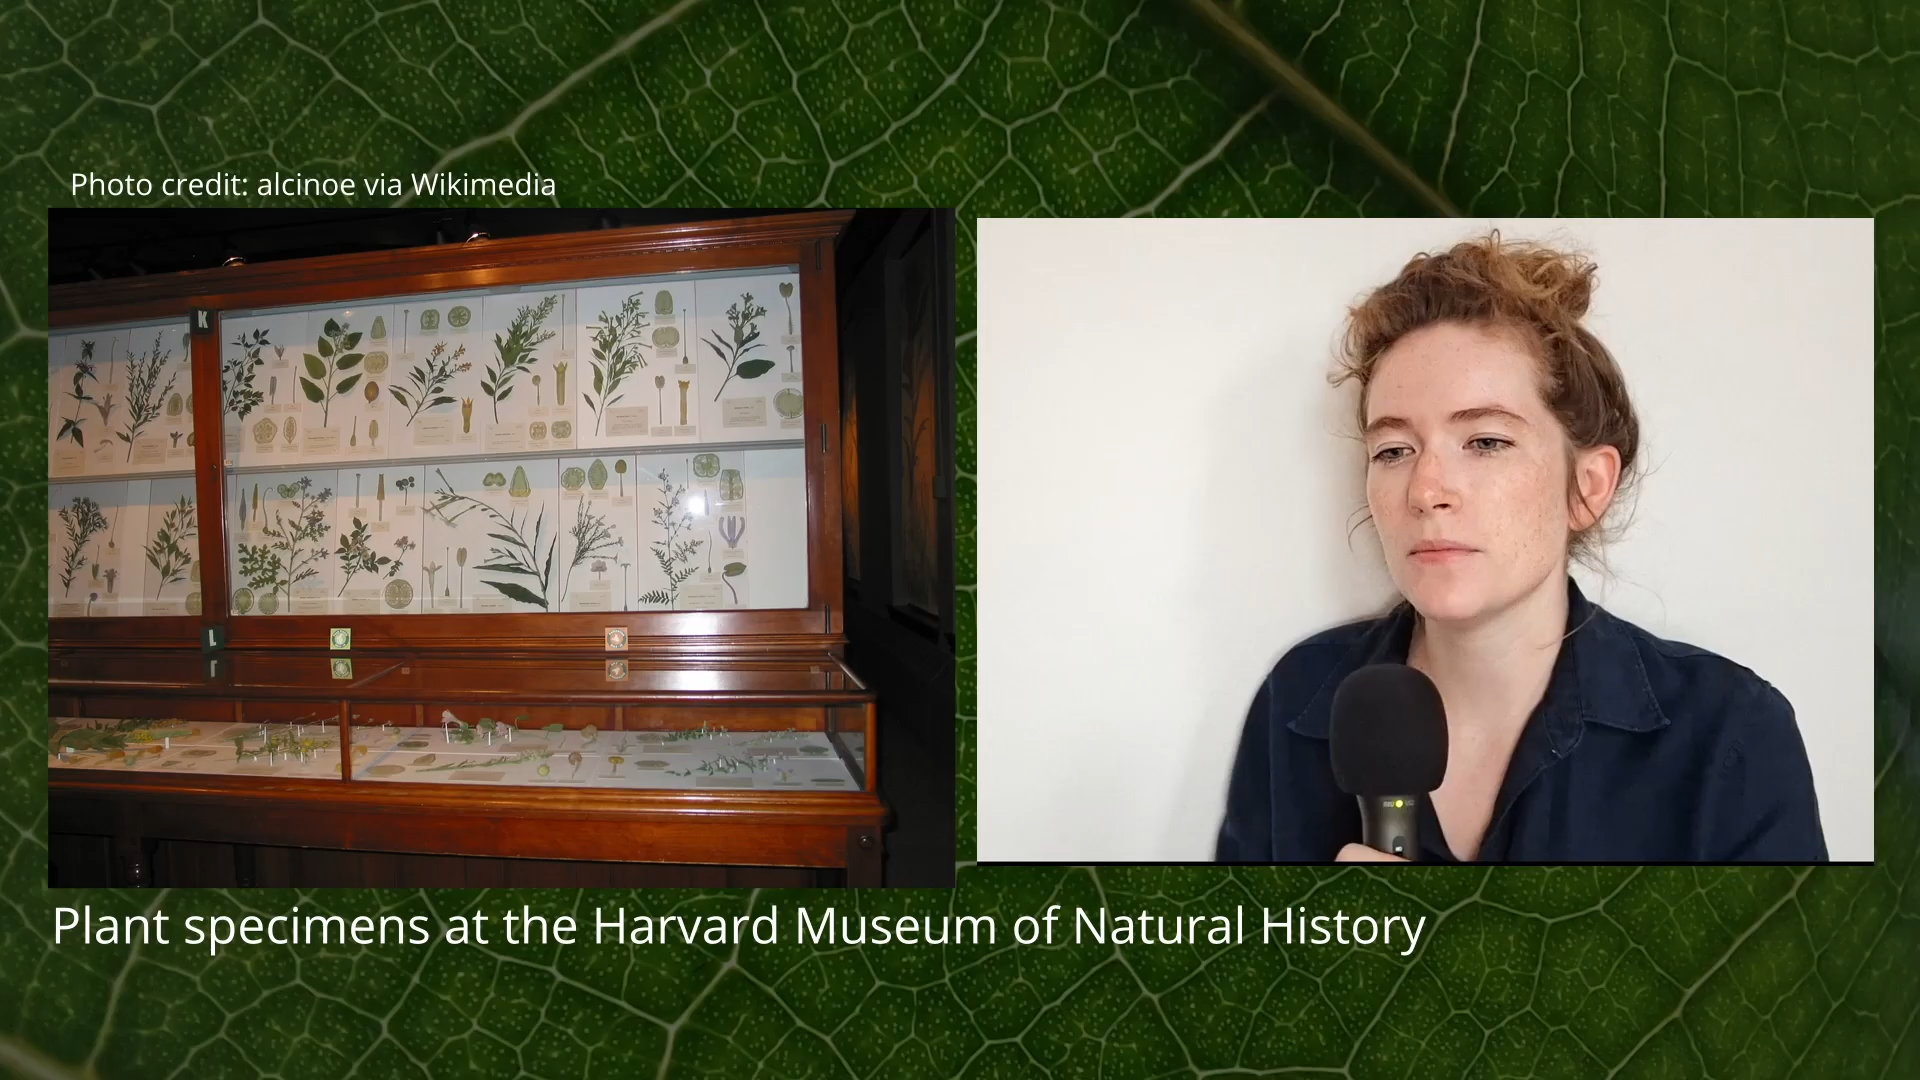 Photo credit: alcinoe via Wikimedia
K
L
Plant specimens at the Harvard Museum of Natural History